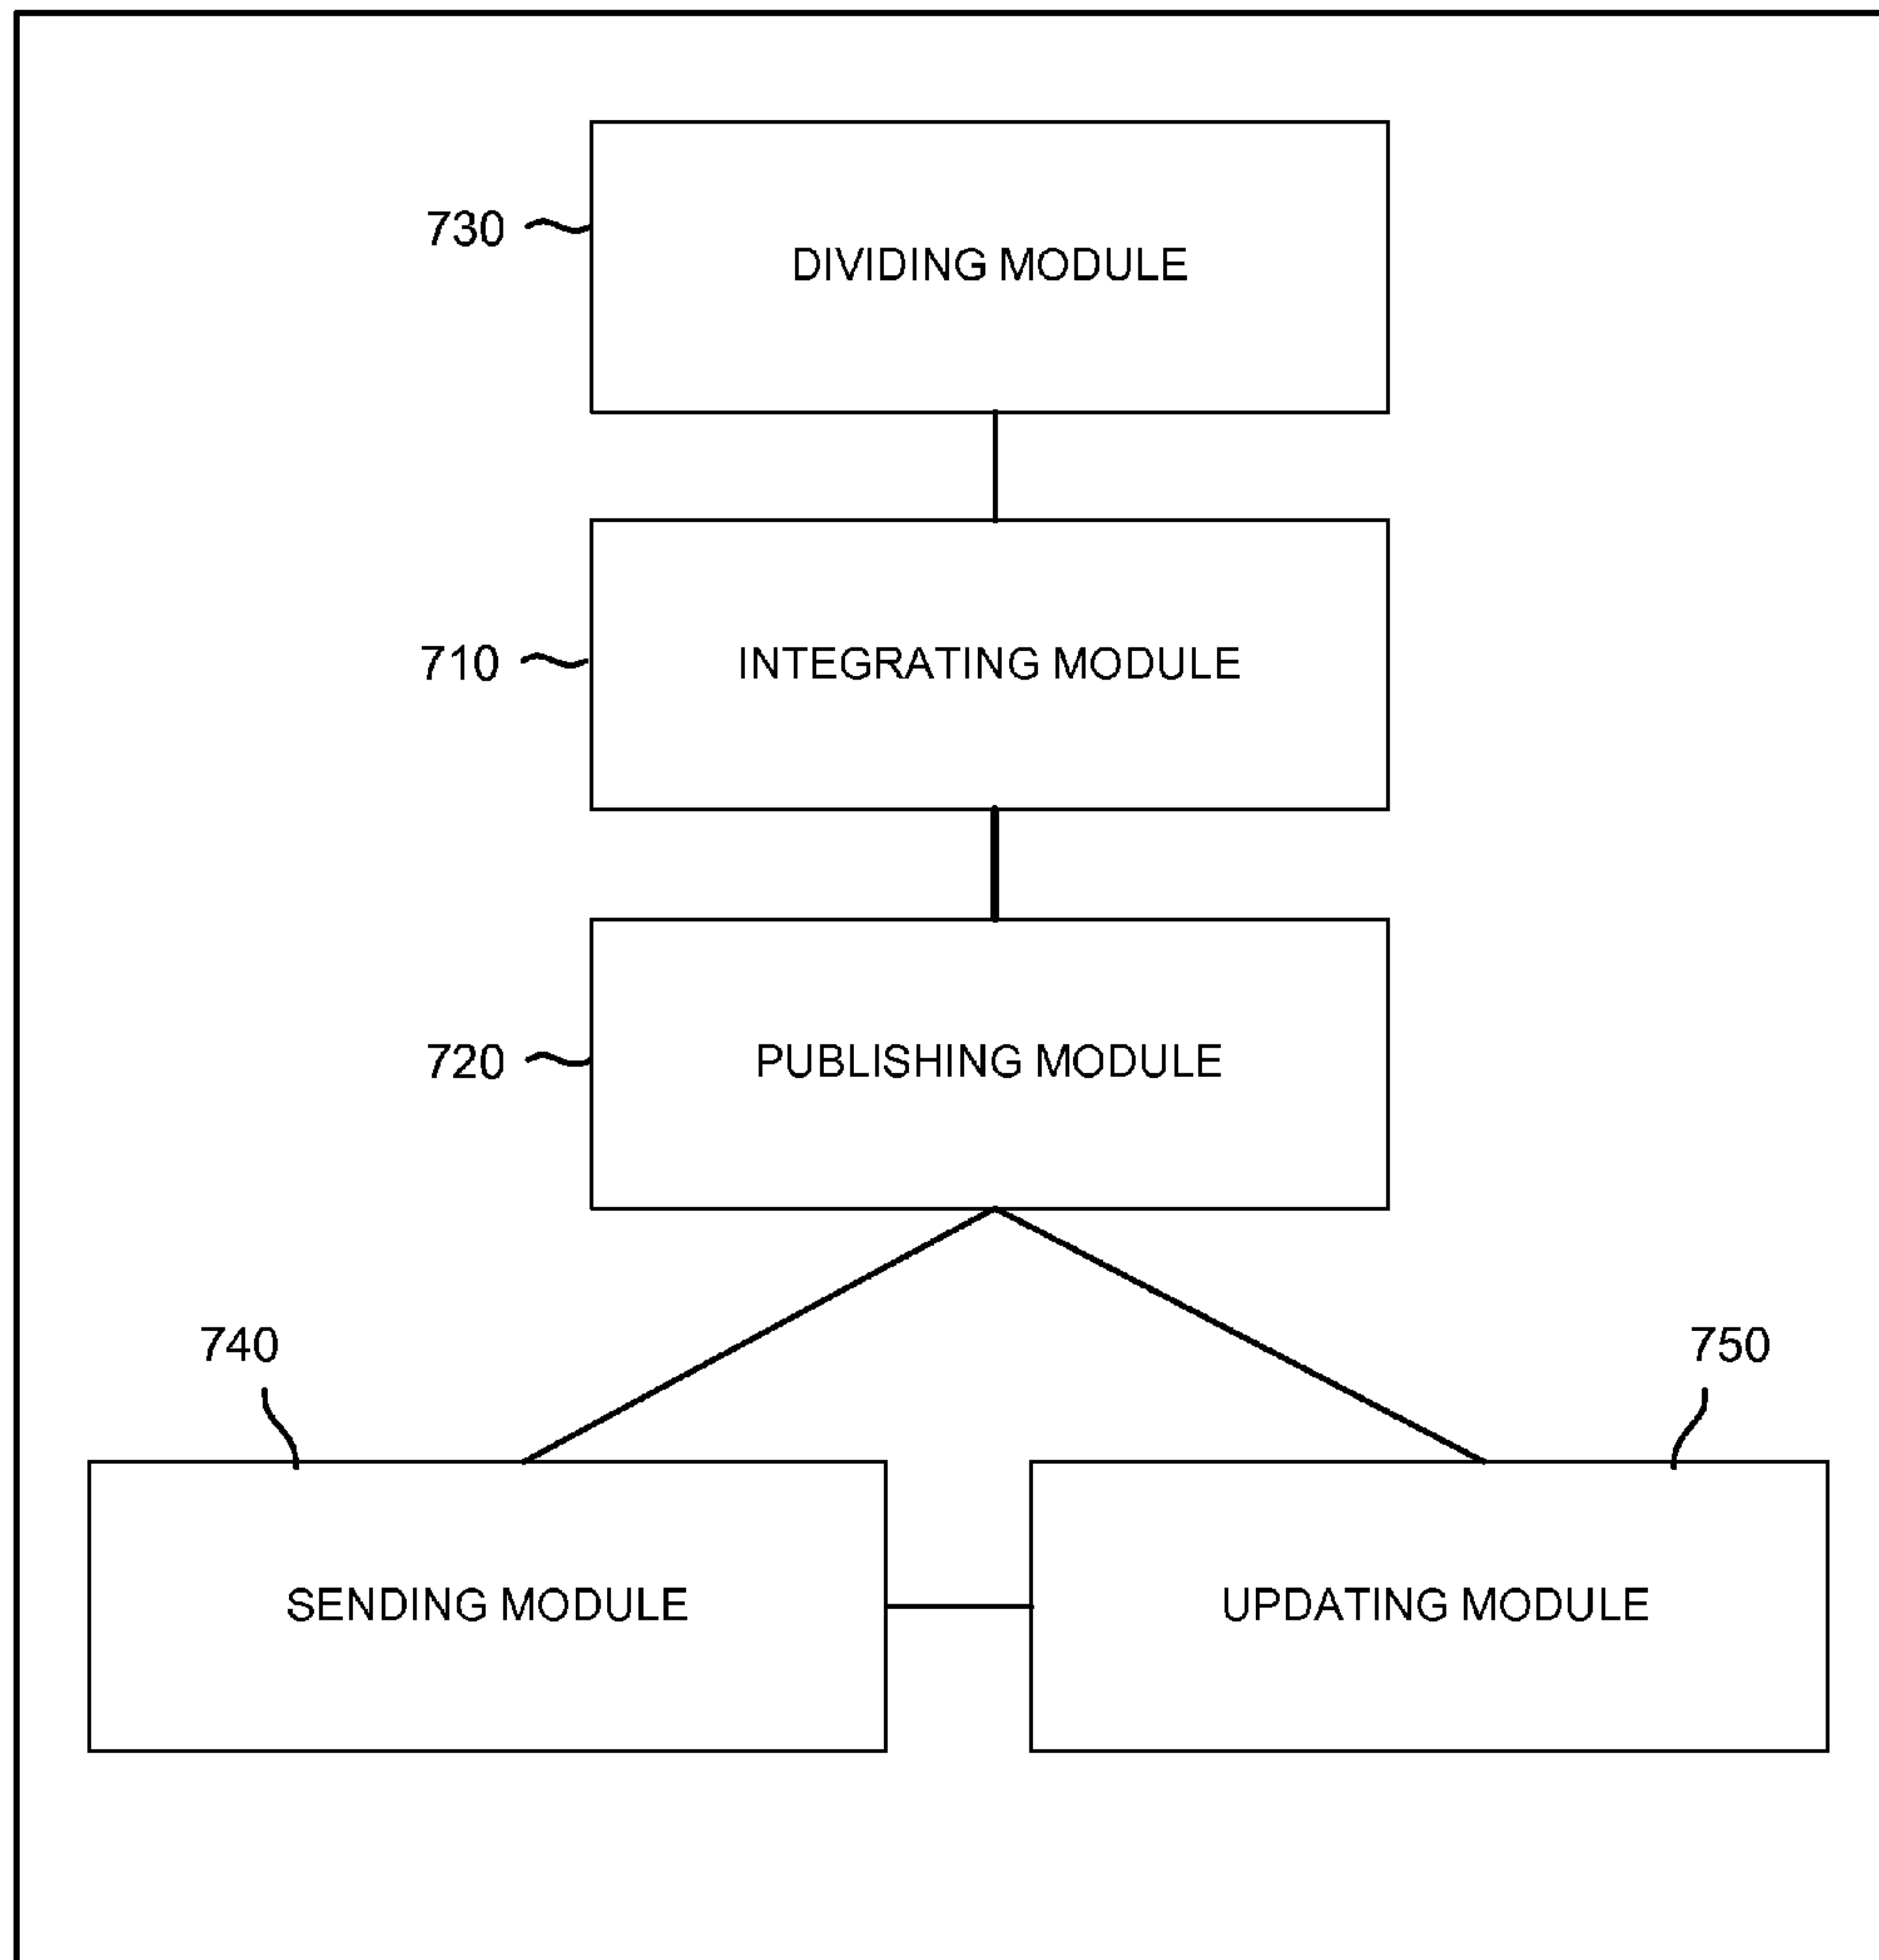 730
DIVIDING MODULE
710
INTEGRATING MODULE
720
PUBLISHING MODULE
740
750
SENDING MODULE
UPDATING MODULE